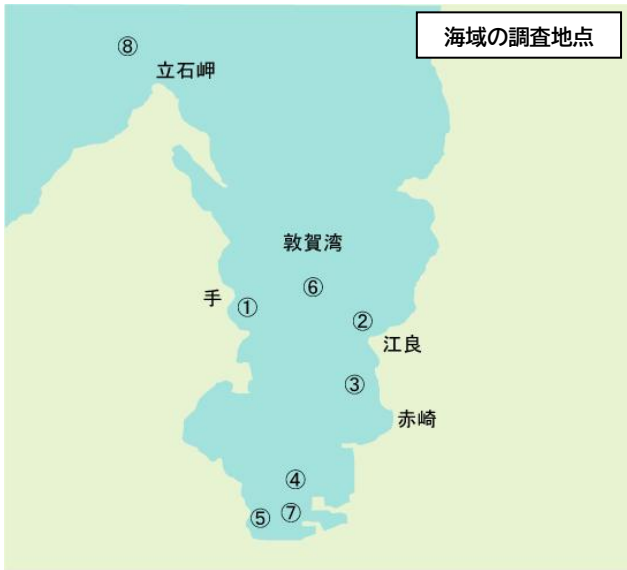 海域の調査地点
⑧
立石岬
敦賀湾
⑥
手
①
②
江良
③
赤崎
④
⑤
⑦